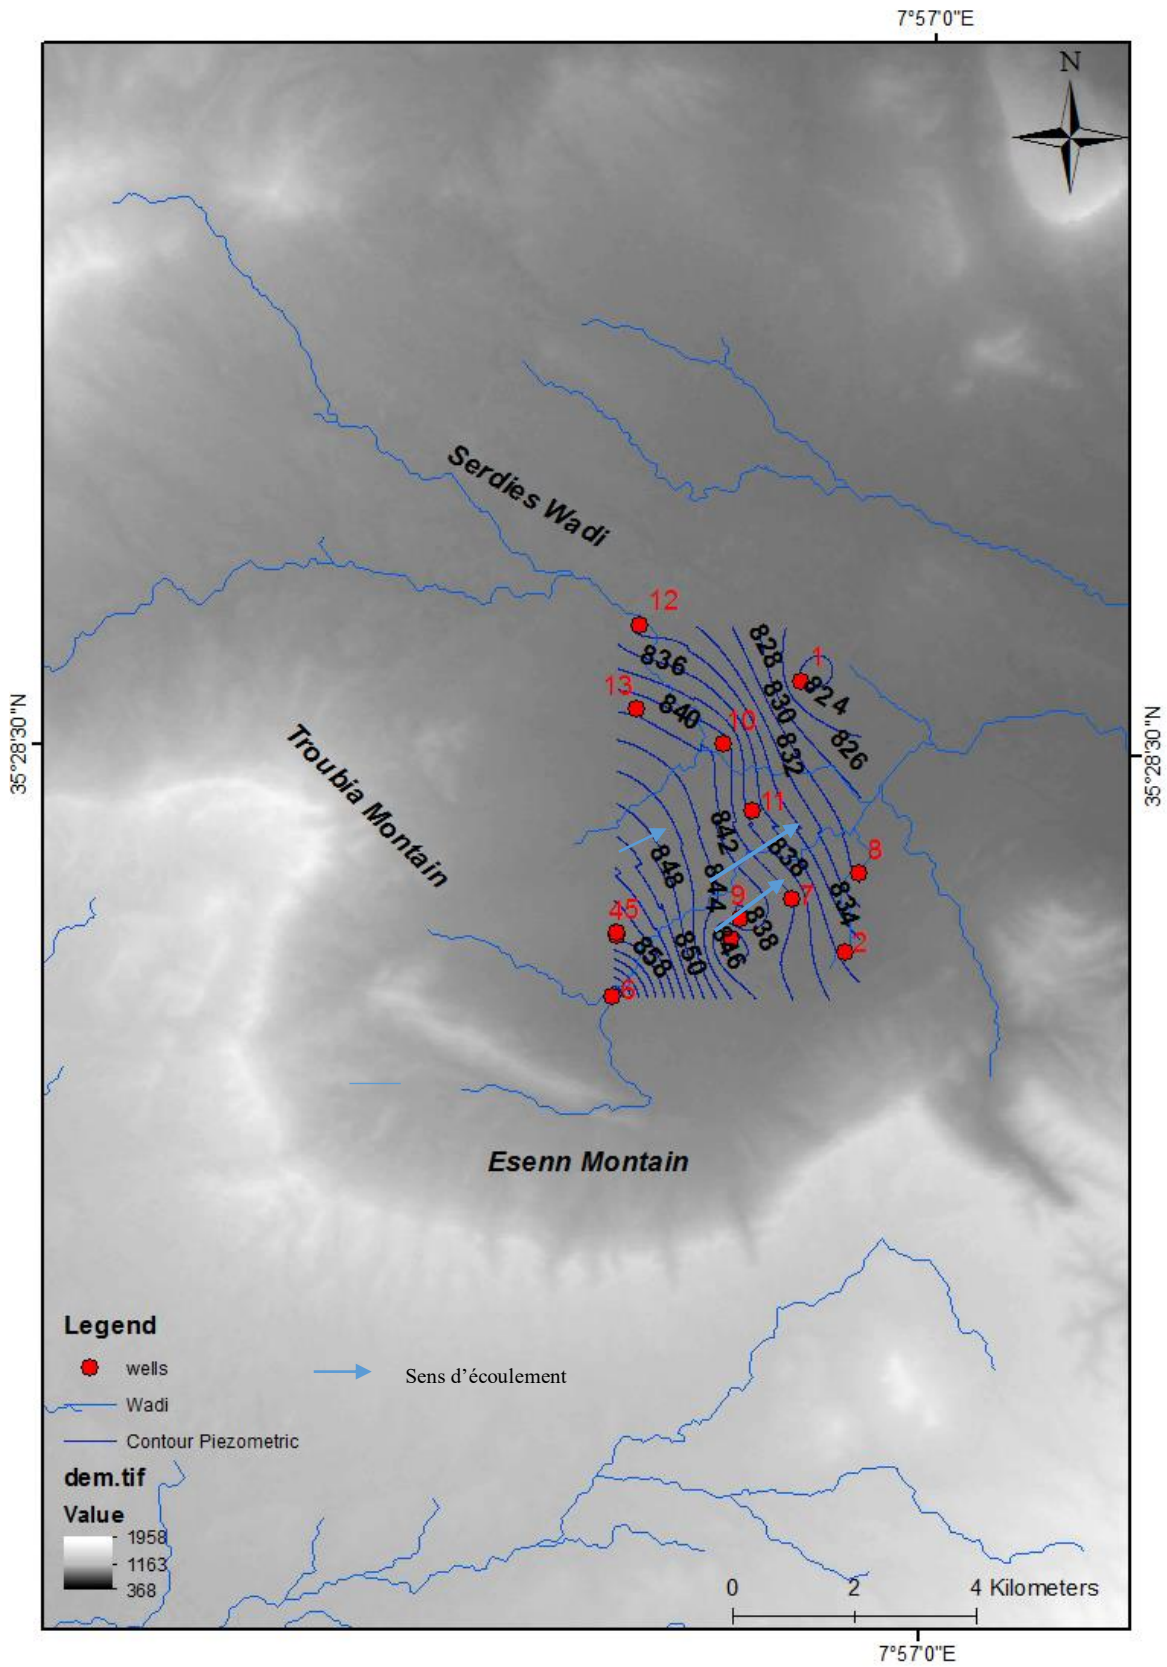 7°57'0"E
N
Serdies Wadi
12
828
1
836
824
13
840
10
830
826
832
35°28'30"N
35°28'30"N
Troubia Montain
11
842
838
8
848
844
834
9
7
45
838
846
2
858
850
6
Esenn Montain
Legend
wells
Sens d'écoulement
Wadi
Contour Piezometric
dem.tif
Value
1958
1163
368
0 2 4 Kilometers
7°57'0"E